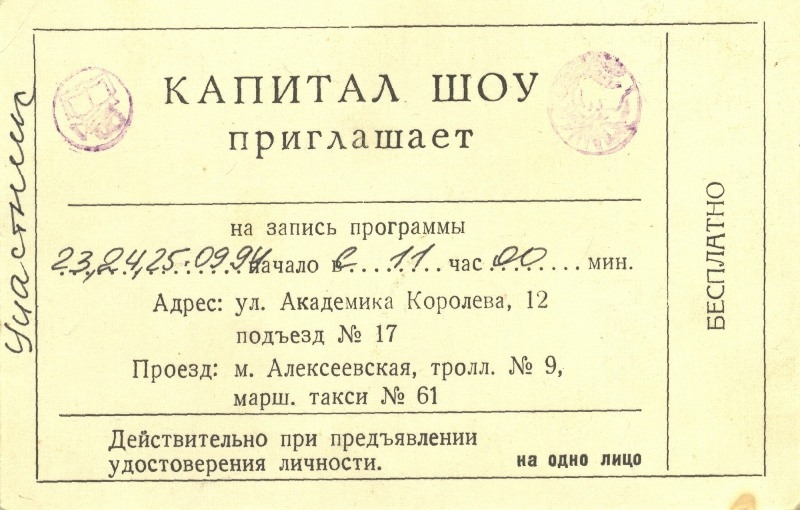 Участник
КАПИТАЛ ШОУ
приглашает
на запись программы
23,24,25.09.94 начало в с 11 час 00 мин.
Адрес: ул. Академика Королева, 12
подъезд № 17
Проезд: м. Алексеевская, тролл. № 9,
марш. такси № 61
Действительно при предъявлении
удостоверения личности.
на одно лицо
БЕСПЛАТНО